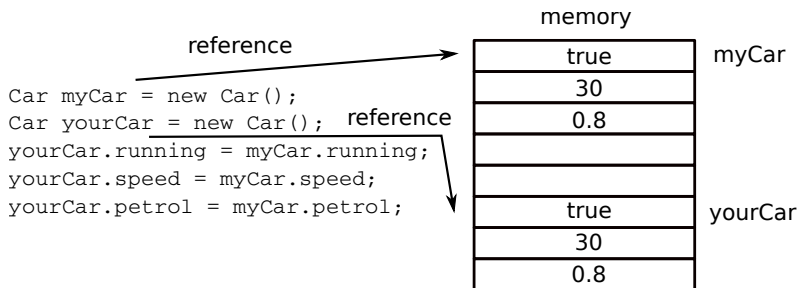 memory
reference
true
myCar
30
0.8
Car myCar = new Car();
Car yourCar = new Car();
reference
yourCar.running = myCar.running;
yourCar.speed = myCar.speed;
yourCar.petrol = myCar.petrol;
true
yourCar
30
0.8